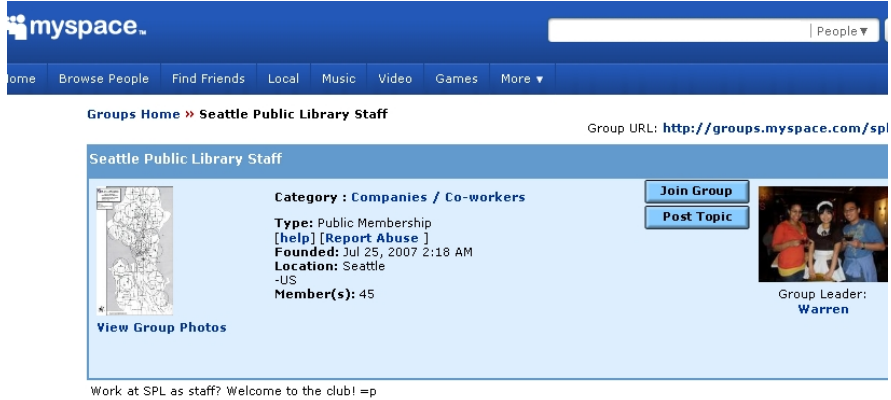 myspace
People
Browse People Find Friends Local Music Video Games More
Groups Home » Seattle Public Library Staff
Group URL: http://groups.myspace.com/spl
Seattle Public Library Staff
Category : Companies / Co-workers
Type: Public Membership
[help] [Report Abuse ]
Founded: Jul 25, 2007 2:18 AM
Location: Seattle
-US
Member(s): 45
View Group Photos
Join Group
Post Topic
Group Leader:
Warren
Work at SPL as staff? Welcome to the club! =p